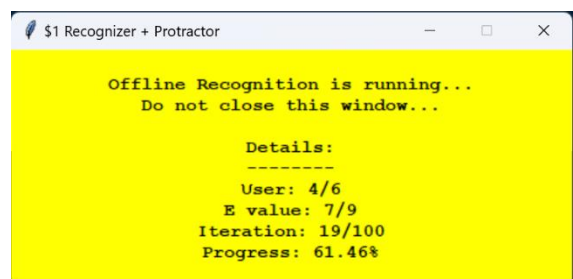 $1 Recognizer + Protractor
Offline Recognition is running...
Do not close this window...
Details:
--------
User: 4/6
E value: 7/9
Iteration: 19/100
Progress: 61.46%